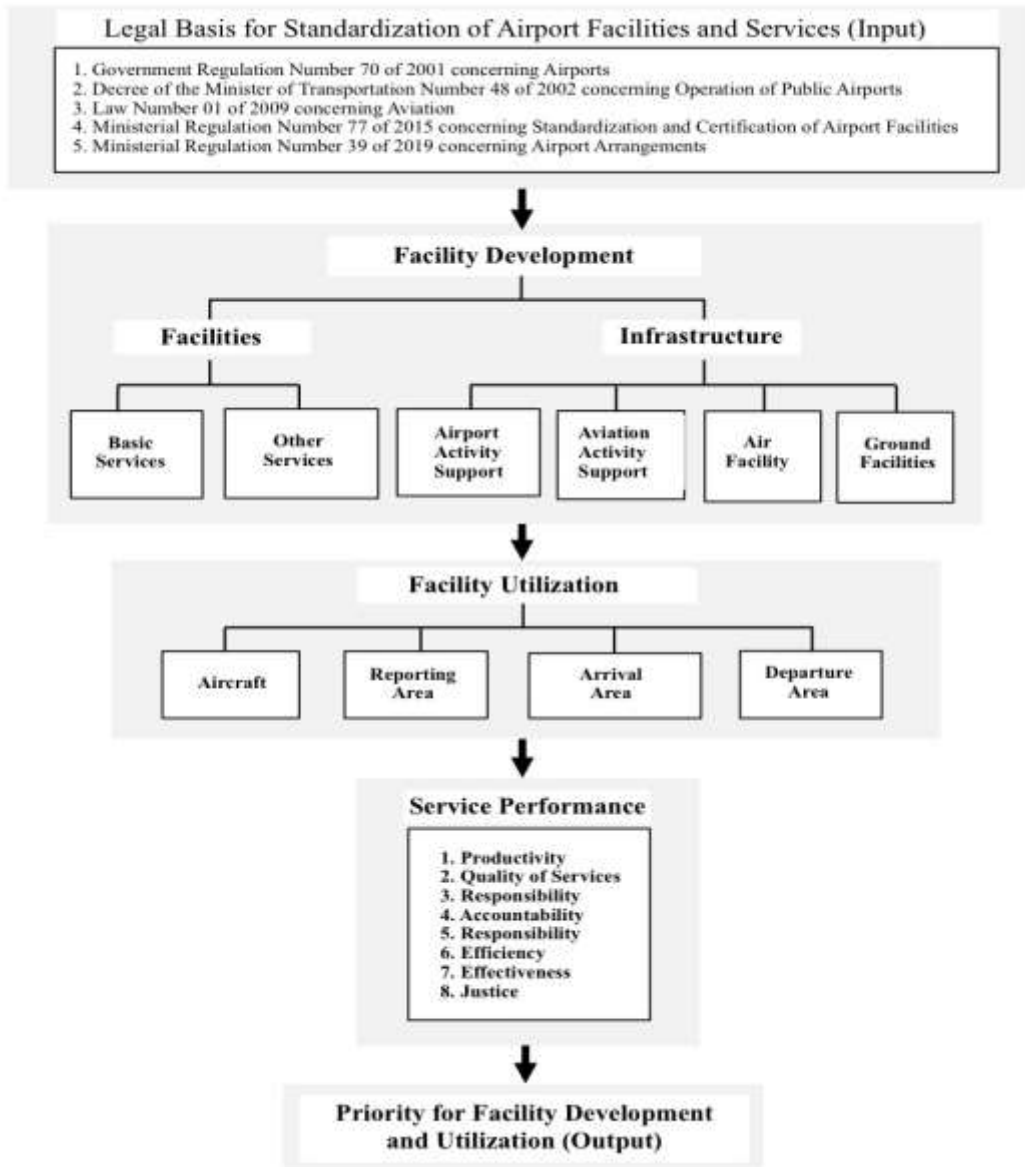 Legal Basis for Standardization of Airport Facilities and Services (Input)
1. Government Regulation Number 70 of 2001 concerning Airports
2. Decree of the Minister of Transportation Number 48 of 2002 concerning Operation of Public Airports
3. Law Number 01 of 2009 concerning Aviation
4. Ministerial Regulation Number 77 of 2015 concerning Standardization and Certification of Airport Facilities
5. Ministerial Regulation Number 39 of 2019 concerning Airport Arrangements
Facility Development
Facilities
Infrastructure
Basic
Services
Other
Services
Airport
Activity
Support
Aviation
Activity
Support
Air
Facility
Ground
Facilities
Facility Utilization
Aircraft
Reporting
Area
Arrival
Area
Departure
Area
Service Performance
1. Productivity
2. Quality of Services
3. Responsibility
4. Accountability
5. Responsibility
6. Efficiency
7. Effectiveness
8. Justice
Priority for Facility Development
and Utilization (Output)